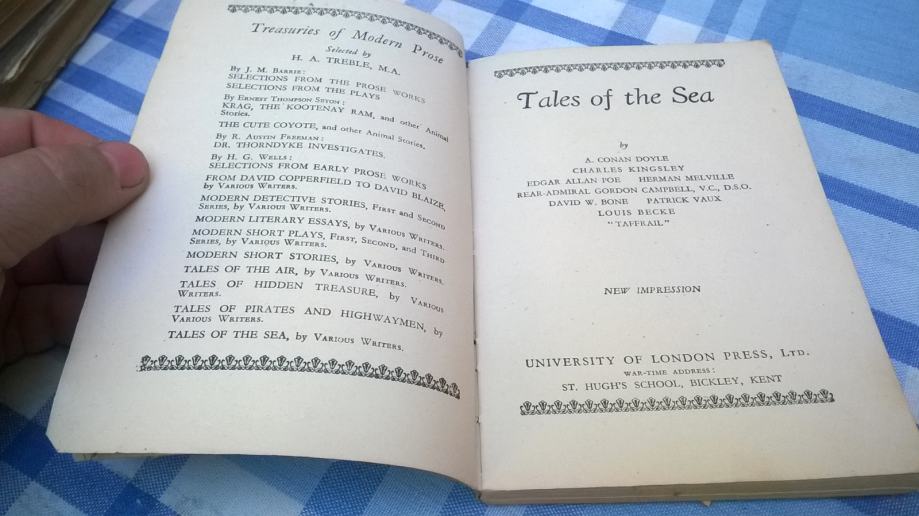 Treasuries of Modern Prose
Selected by
H. A. TREBLE, M.A.
By J. M. BARRIE:
SELECTIONS FROM THE PROSE WORKS
SELECTIONS FROM THE PLAYS
By ERNEST THOMPSON SETON:
KRAG, THE KOOTENAY RAM, and other Animal
Stories.
THE CUTE COYOTE, and other Animal Stories.
By R. AUSTIN FREEMAN:
DR. THORNDYKE INVESTIGATES.
By H. G. WELLS:
SELECTIONS FROM EARLY PROSE WORKS
FROM DAVID COPPERFIELD TO DAVID BLAIZE,
by VARIOUS WRITERS.
MODERN DETECTIVE STORIES, FIRST and SECOND
SERIES, by VARIOUS WRITERS.
MODERN LITERARY ESSAYS, by VARIOUS WRITERS.
MODERN SHORT PLAYS, FIRST, SECOND, and THIRD
SERIES, by VARIOUS WRITERS.
MODERN SHORT STORIES, by VARIOUS WRITERS.
TALES OF THE AIR, by VARIOUS WRITERS.
TALES OF HIDDEN TREASURE, by VARIOUS
WRITERS.
TALES OF PIRATES AND HIGHWAYMEN, by
VARIOUS WRITERS.
TALES OF THE SEA, by VARIOUS WRITERS.
Tales of the Sea
by
A. CONAN DOYLE
CHARLES KINGSLEY
EDGAR ALLAN POE HERMAN MELVILLE
REAR-ADMIRAL GORDON CAMPBELL, V.C., D.S.O.
DAVID W. BONE PATRICK VAUX
LOUIS BECKE
"TAFFRAIL"
NEW IMPRESSION
UNIVERSITY OF LONDON PRESS, LTD.
WAR-TIME ADDRESS:
ST. HUGH'S SCHOOL, BICKLEY, KENT